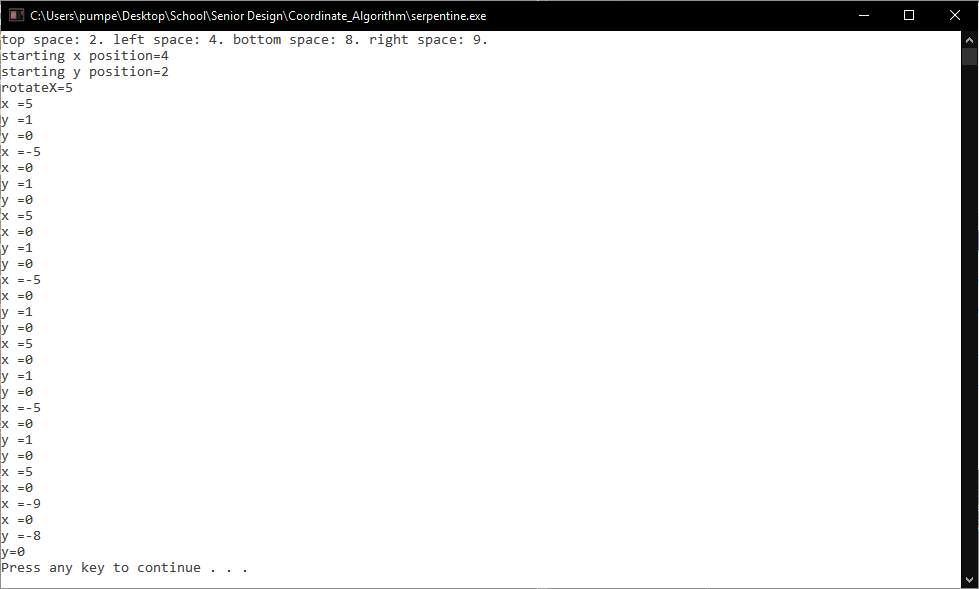 C:\Users\pumpe\Desktop\School\Senior Design\Coordinate_Algorithm\serpentine.exe
top space: 2. left space: 4. bottom space: 8. right space: 9.
starting x position=4
starting y position=2
rotateX=5
x =5
y =1
y =0
x =-5
x =0
y =1
y =0
x =5
x =0
y =1
y =0
x =-5
x =0
y =1
y =0
x =5
x =0
y =1
y =0
x =-5
x =0
y =1
y =0
x =5
x =0
x =-9
x =0
y =-8
y=0
Press any key to continue . . .